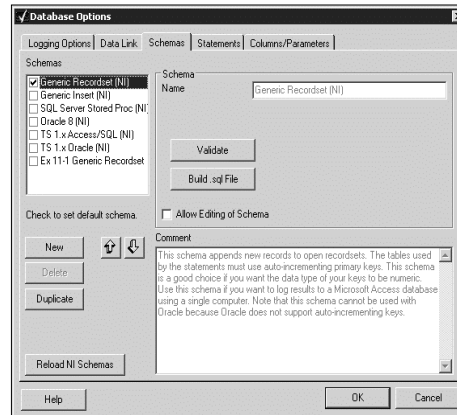 Database Options
Logging Options
Data Link
Schemas
Statements
Columns/Parameters
Schemas
Generic Recordset (NI)
Generic Insert (NI)
SQL Server Stored Proc (NI)
Oracle 8 (NI)
TS 1.x Access/SQL (NI)
TS 1.x Oracle (NI)
Ex 11-1 Generic Recordset
Check to set default schema.
New
Delete
Duplicate
Reload NI Schemas
Schema
Name
Generic Recordset (NI)
Validate
Build .sql File
Allow Editing of Schema
Comment
This schema appends new records to open recordsets. The tables used
by the statements must use auto-incrementing primary keys. This schema
is a good choice if you want the data type of your keys to be numeric.
Use this schema if you want to log results to a Microsoft Access database
using a single computer. Note that this schema cannot be used with
Oracle because Oracle does not support auto-incrementing keys.
Help
OK
Cancel